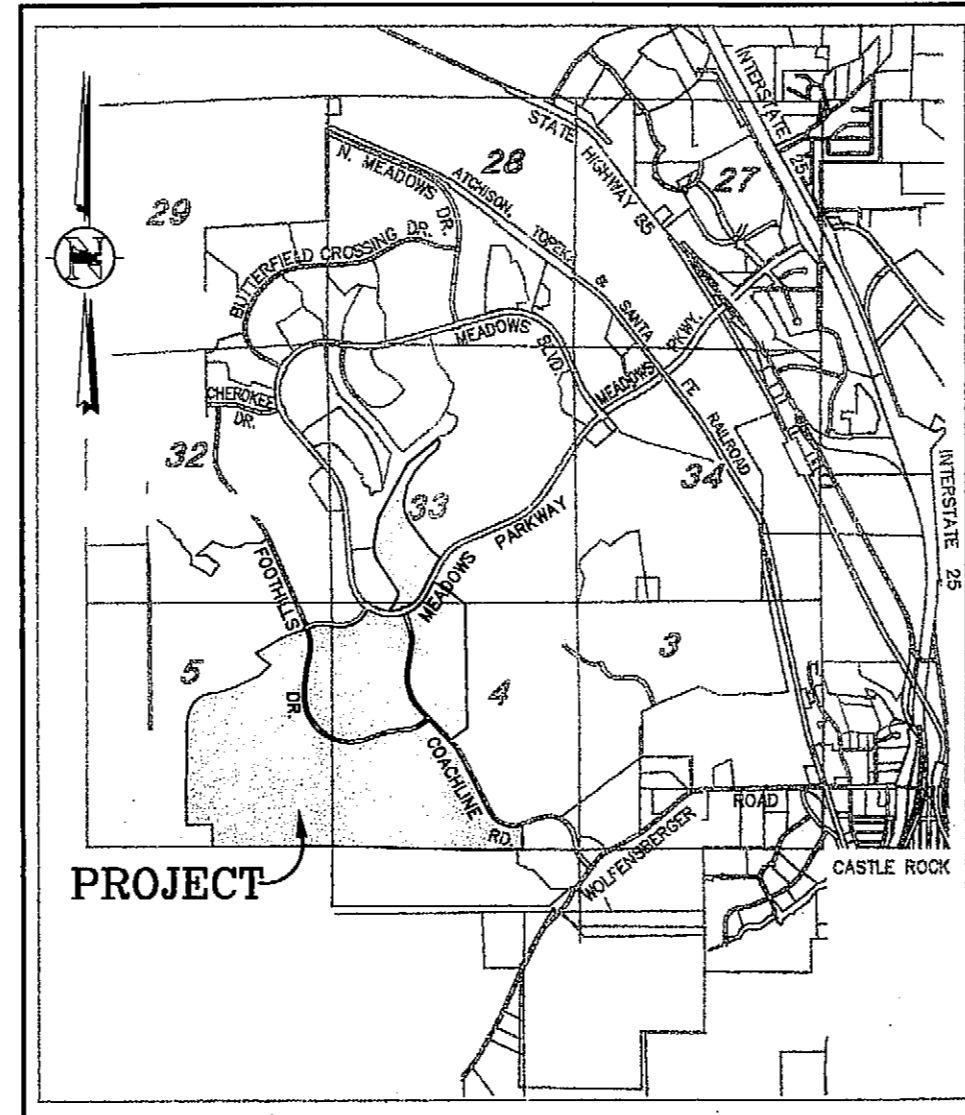 INTERSTATE 25
STATE HIGHWAY 85
28
27
N. MEADOWS DR.
ATCHISON, TOPEKA & SANTA FE RAILROAD
29
N
BUTTERFIELD CROSSING DR.
MEADOWS BLVD.
MEADOWS PKWY.
CHEROKEE DR.
32
33
34
INTERSTATE 25
MEADOWS PARKWAY
FOOTHILLS DR.
5
4
3
COACHLINE RD.
WOLFENSBERGER ROAD
CASTLE ROCK
PROJECT